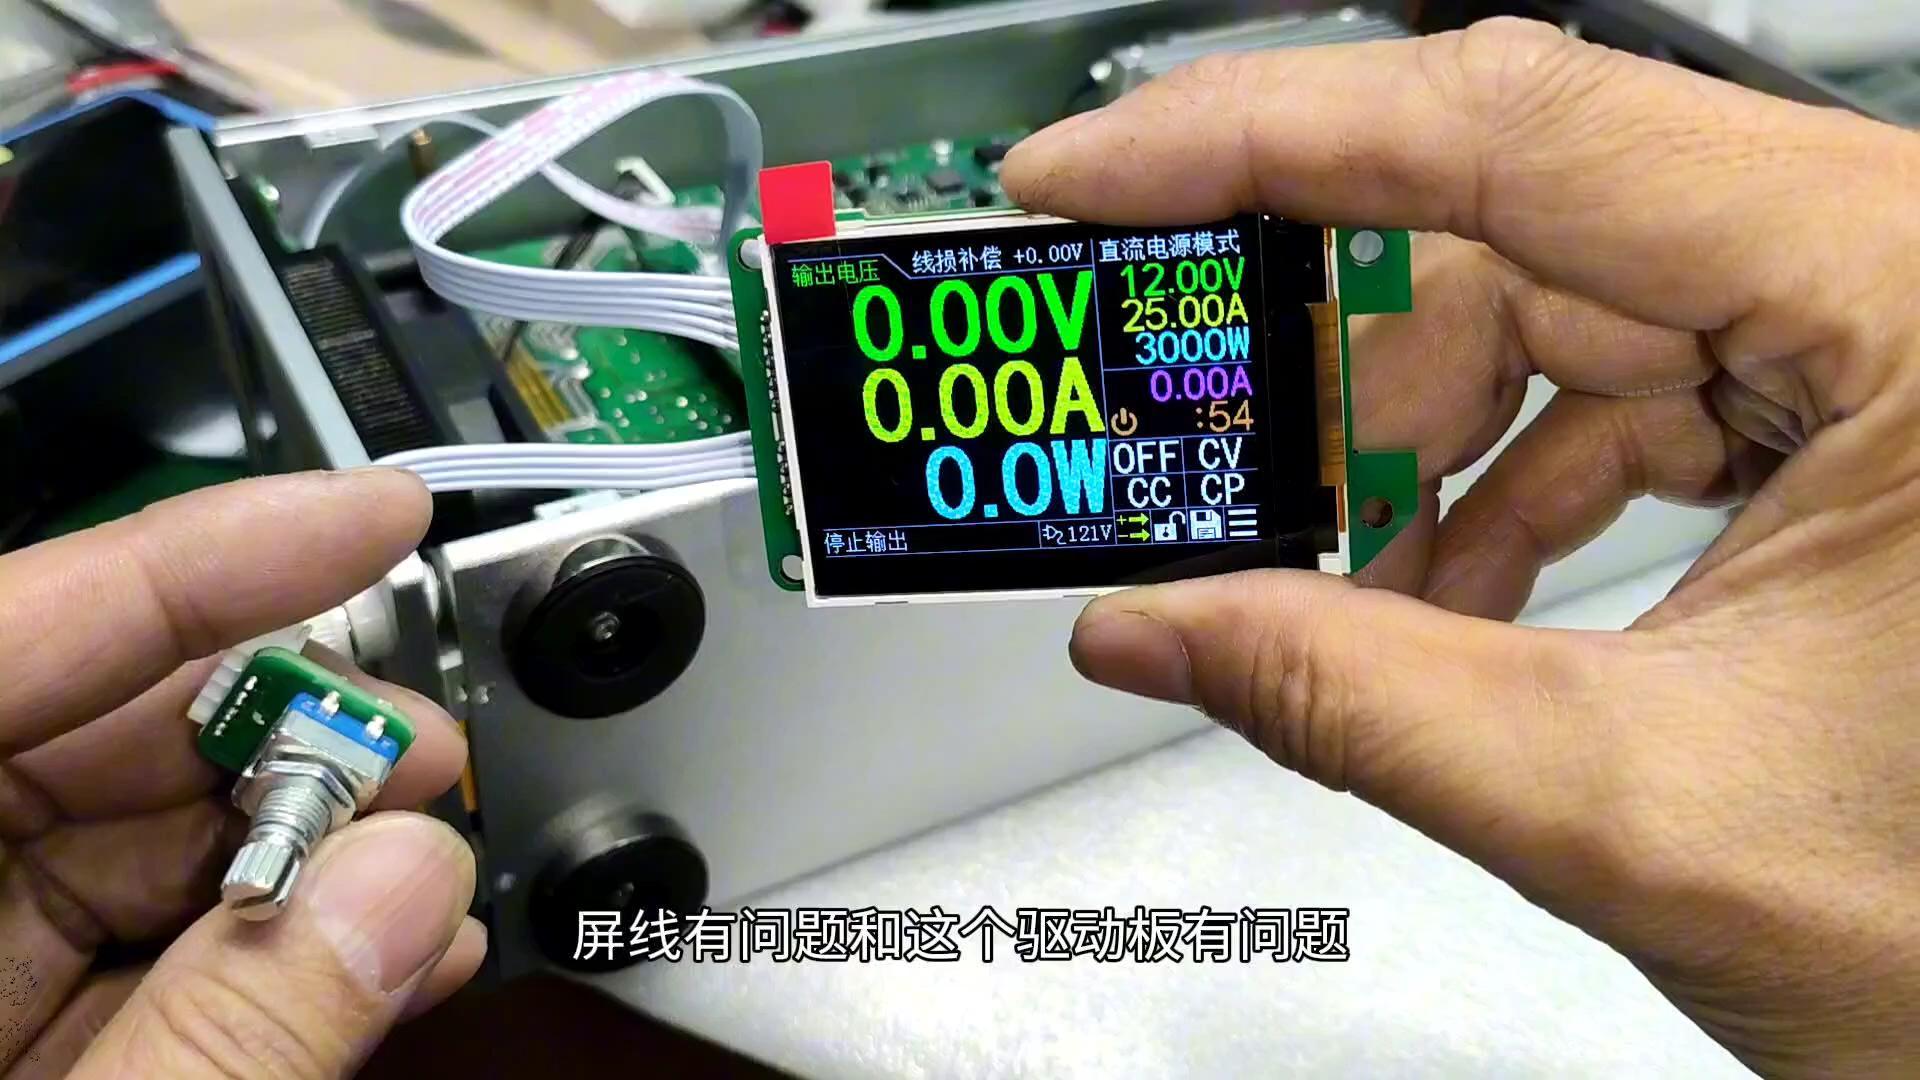 输出电压
线损补偿 +0.00V
直流电源模式
0.00V
0.00A
0.0W
12.00V
25.00A
3000W
0.00A
:54
OFF CV
CC CP
停止输出
121V
屏线有问题和这个驱动板有问题